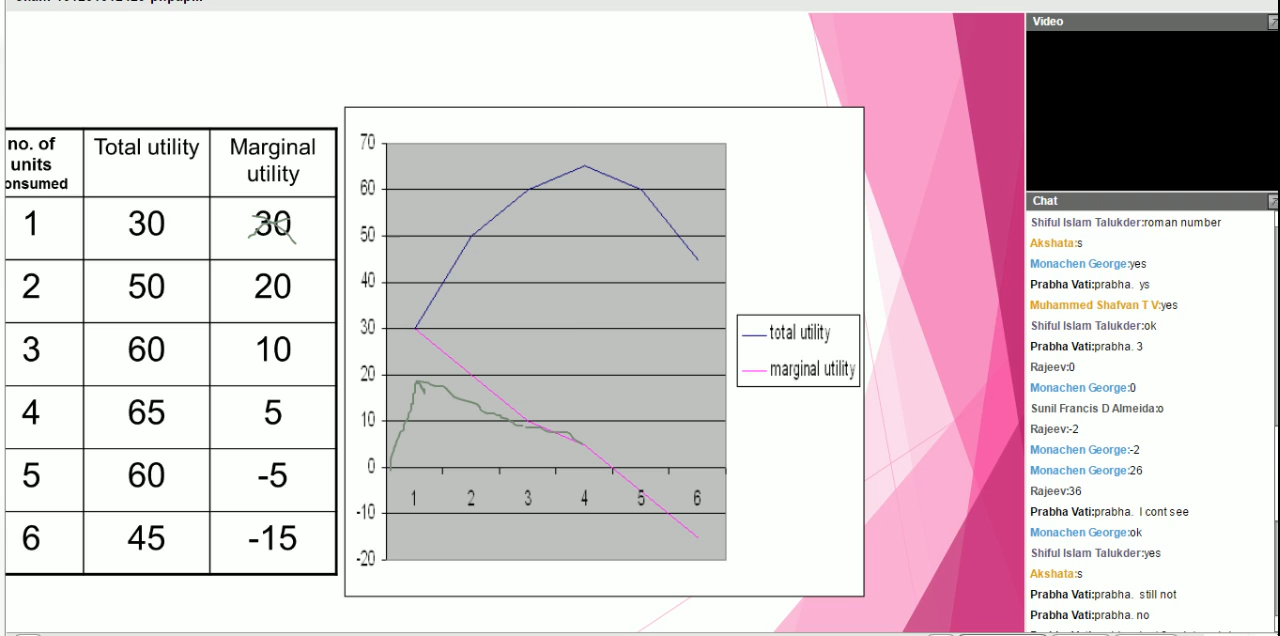 no. of
units
onsumed
Total utility
Marginal
utility
1 30 30
2 50 20
3 60 10
4 65 5
5 60 -5
6 45 -15
70
60
50
40
30
20
10
0
-10
-20
1 2 3 4 5 6
total utility
marginal utility
Video
Chat
Shiful Islam Talukder:roman number
Akshata:s
Monachen George:yes
Prabha Vati:prabha. ys
Muhammed Shafvan T V:yes
Shiful Islam Talukder:ok
Prabha Vati:prabha. 3
Rajeev:0
Monachen George:0
Sunil Francis D Almeida:o
Rajeev:-2
Monachen George:-2
Monachen George:26
Rajeev:36
Prabha Vati:prabha. I cont see
Monachen George:ok
Shiful Islam Talukder:yes
Akshata:s
Prabha Vati:prabha. still not
Prabha Vati:prabha. no